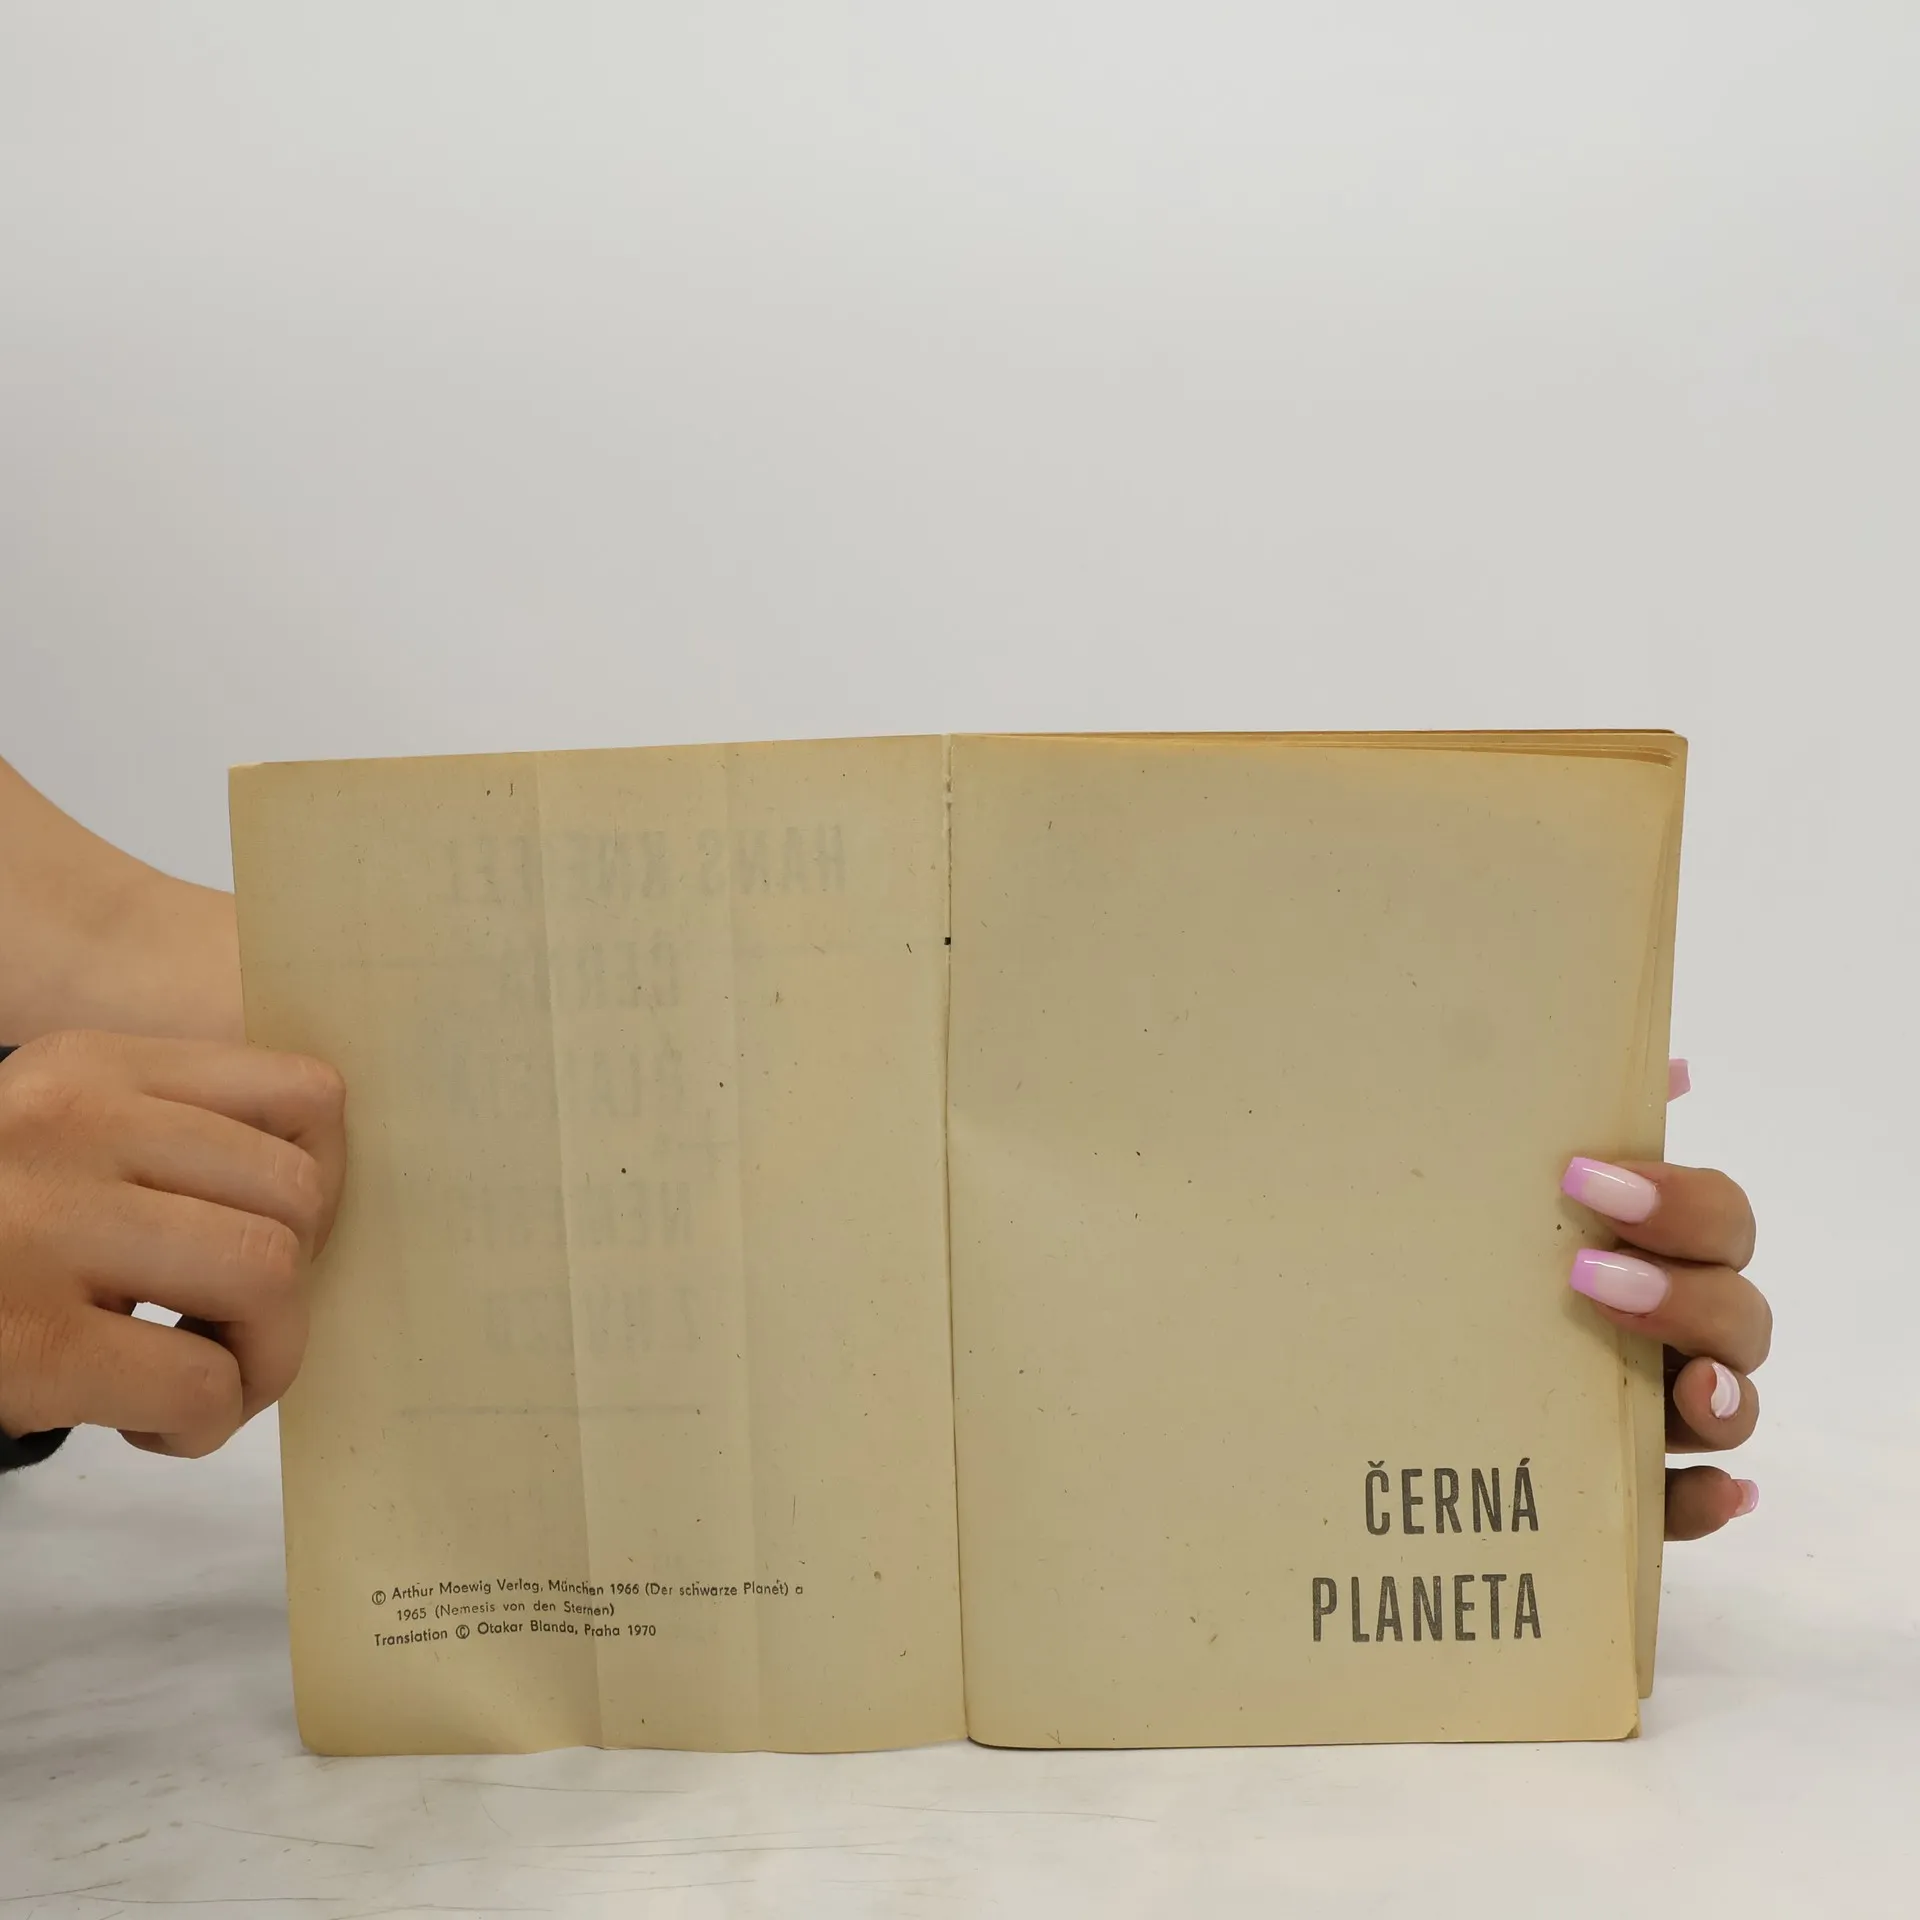 © Arthur Moewig Verlag, München 1966 (Der schwarze Planet) a
1965 (Nemesis von den Sternen)
Translation © Otakar Blanda, Praha 1970
ČERNÁ
PLANETA